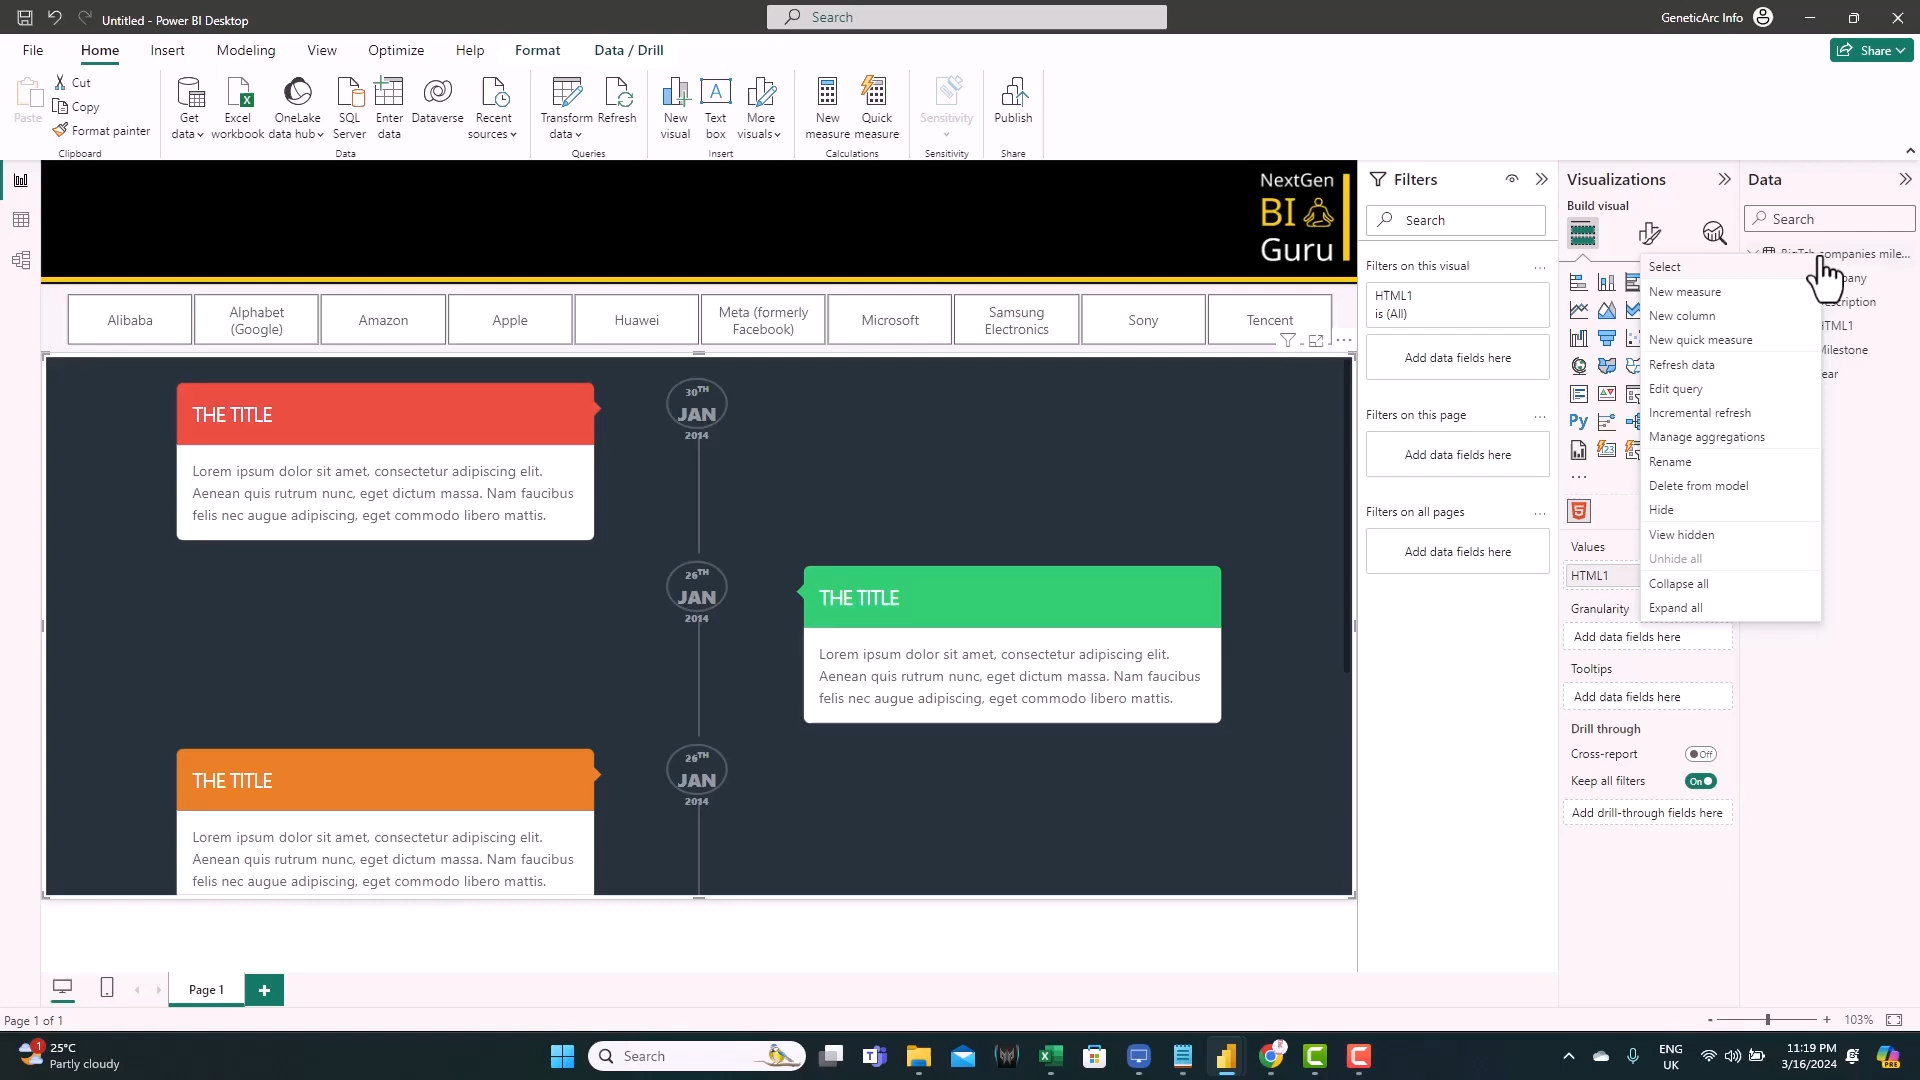 Untitled - Power BI Desktop
Search
GeneticArc Info
File
Home
Insert
Modeling
View
Optimize
Help
Format
Data / Drill
Share
Paste
Cut
Copy
Format painter
Clipboard
Get data
Excel workbook
OneLake data hub
SQL Server
Enter data
Dataverse
Recent sources
Data
Transform data
Refresh
Queries
New visual
Text box
More visuals
Insert
New measure
Quick measure
Calculations
Sensitivity
Sensitivity
Publish
Share
NextGen
BI
Guru
Alibaba
Alphabet
(Google)
Amazon
Apple
Huawei
Meta (formerly
Facebook)
Microsoft
Samsung
Electronics
Sony
Tencent
THE TITLE
Lorem ipsum dolor sit amet, consectetur adipiscing elit.
Aenean quis rutrum nunc, eget dictum massa. Nam faucibus
felis nec augue adipiscing, eget commodo libero mattis.
30TH
JAN
2014
26TH
JAN
2014
THE TITLE
Lorem ipsum dolor sit amet, consectetur adipiscing elit.
Aenean quis rutrum nunc, eget dictum massa. Nam faucibus
felis nec augue adipiscing, eget commodo libero mattis.
THE TITLE
Lorem ipsum dolor sit amet, consectetur adipiscing elit.
Aenean quis rutrum nunc, eget dictum massa. Nam faucibus
felis nec augue adipiscing, eget commodo libero mattis.
26TH
JAN
2014
Filters
Search
Filters on this visual
HTML1
is (All)
Add data fields here
Filters on this page
Add data fields here
Filters on all pages
Add data fields here
Visualizations
Build visual
Py
123
Values
HTML1
Granularity
Add data fields here
Tooltips
Add data fields here
Drill through
Cross-report
Off
Keep all filters
On
Add drill-through fields here
Select
New measure
New column
New quick measure
Refresh data
Edit query
Incremental refresh
Manage aggregations
Rename
Delete from model
Hide
View hidden
Unhide all
Collapse all
Expand all
Data
Search
companies mile...
HTML1
Milestone
Page 1
Page 1 of 1
103%
1
25°C
Partly cloudy
Search
ENG
UK
11:19 PM
3/16/2024
PRE